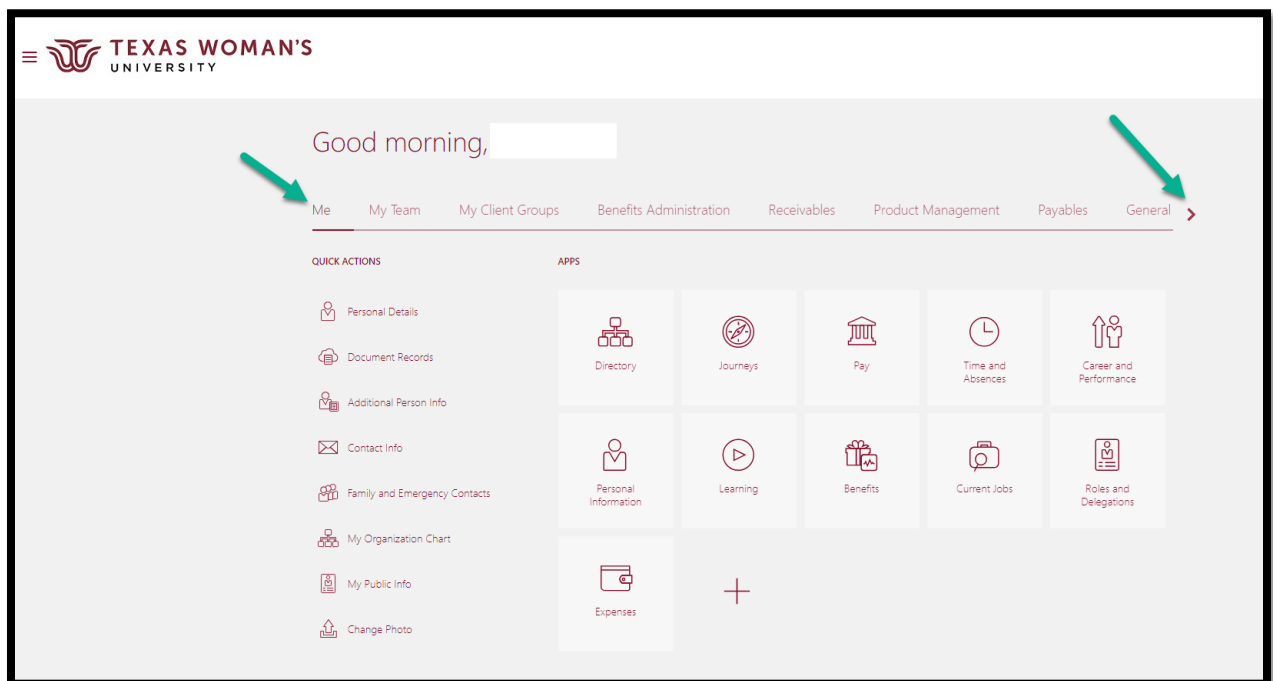 TEXAS WOMAN'S
UNIVERSITY
Good morning,
Me My Team My Client Groups Benefits Administration Receivables Product Management Payables General
QUICK ACTIONS
Personal Details
Document Records
Additional Person Info
Contact Info
Family and Emergency Contacts
My Organization Chart
My Public Info
Change Photo
APPS
Directory
Journeys
Pay
Time and
Absences
Career and
Performance
Personal
Information
Learning
Benefits
Current Jobs
Roles and
Delegations
Expenses